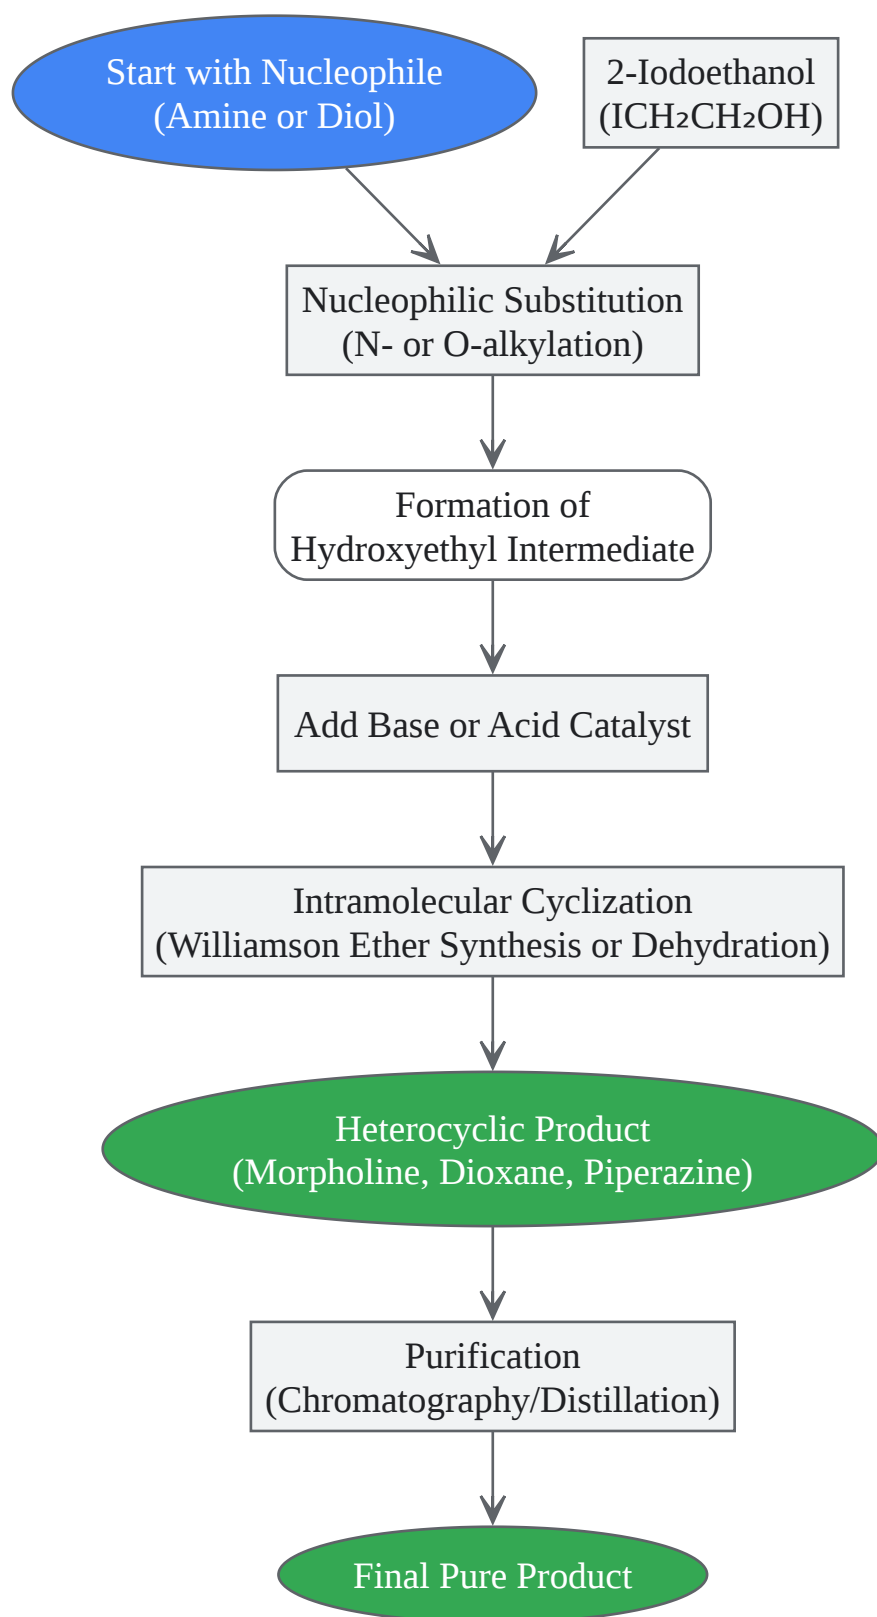 Start with Nucleophile
(Amine or Diol)
2-Iodoethanol
(ICH₂CH₂OH)
Nucleophilic Substitution
(N- or O-alkylation)
Formation of
Hydroxyethyl Intermediate
Add Base or Acid Catalyst
Intramolecular Cyclization
(Williamson Ether Synthesis or Dehydration)
Heterocyclic Product
(Morpholine, Dioxane, Piperazine)
Purification
(Chromatography/Distillation)
Final Pure Product